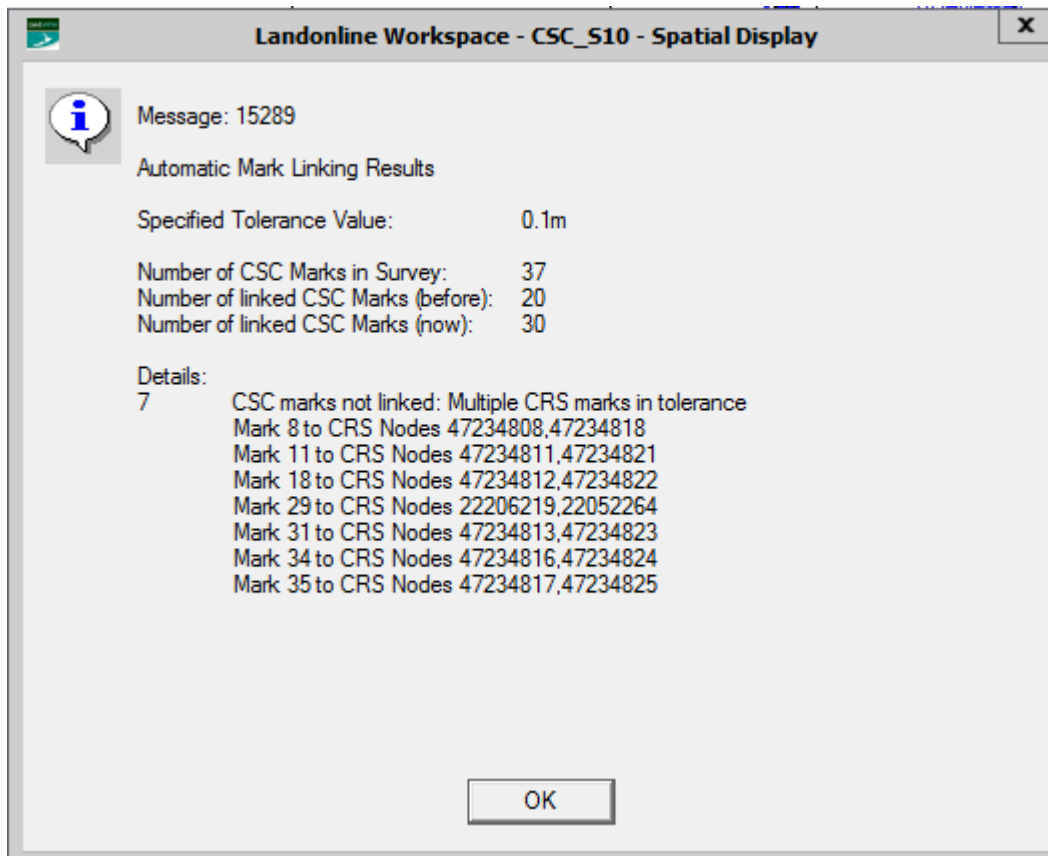 Landonline Workspace - CSC_S10 - Spatial Display
x
Message: 15289
Automatic Mark Linking Results
Specified Tolerance Value: 0.1m
Number of CSC Marks in Survey: 37
Number of linked CSC Marks (before): 20
Number of linked CSC Marks (now): 30
Details:
7 CSC marks not linked: Multiple CRS marks in tolerance
Mark 8 to CRS Nodes 47234808,47234818
Mark 11 to CRS Nodes 47234811,47234821
Mark 18 to CRS Nodes 47234812,47234822
Mark 29 to CRS Nodes 22206219,22052264
Mark 31 to CRS Nodes 47234813,47234823
Mark 34 to CRS Nodes 47234816,47234824
Mark 35 to CRS Nodes 47234817,47234825
OK